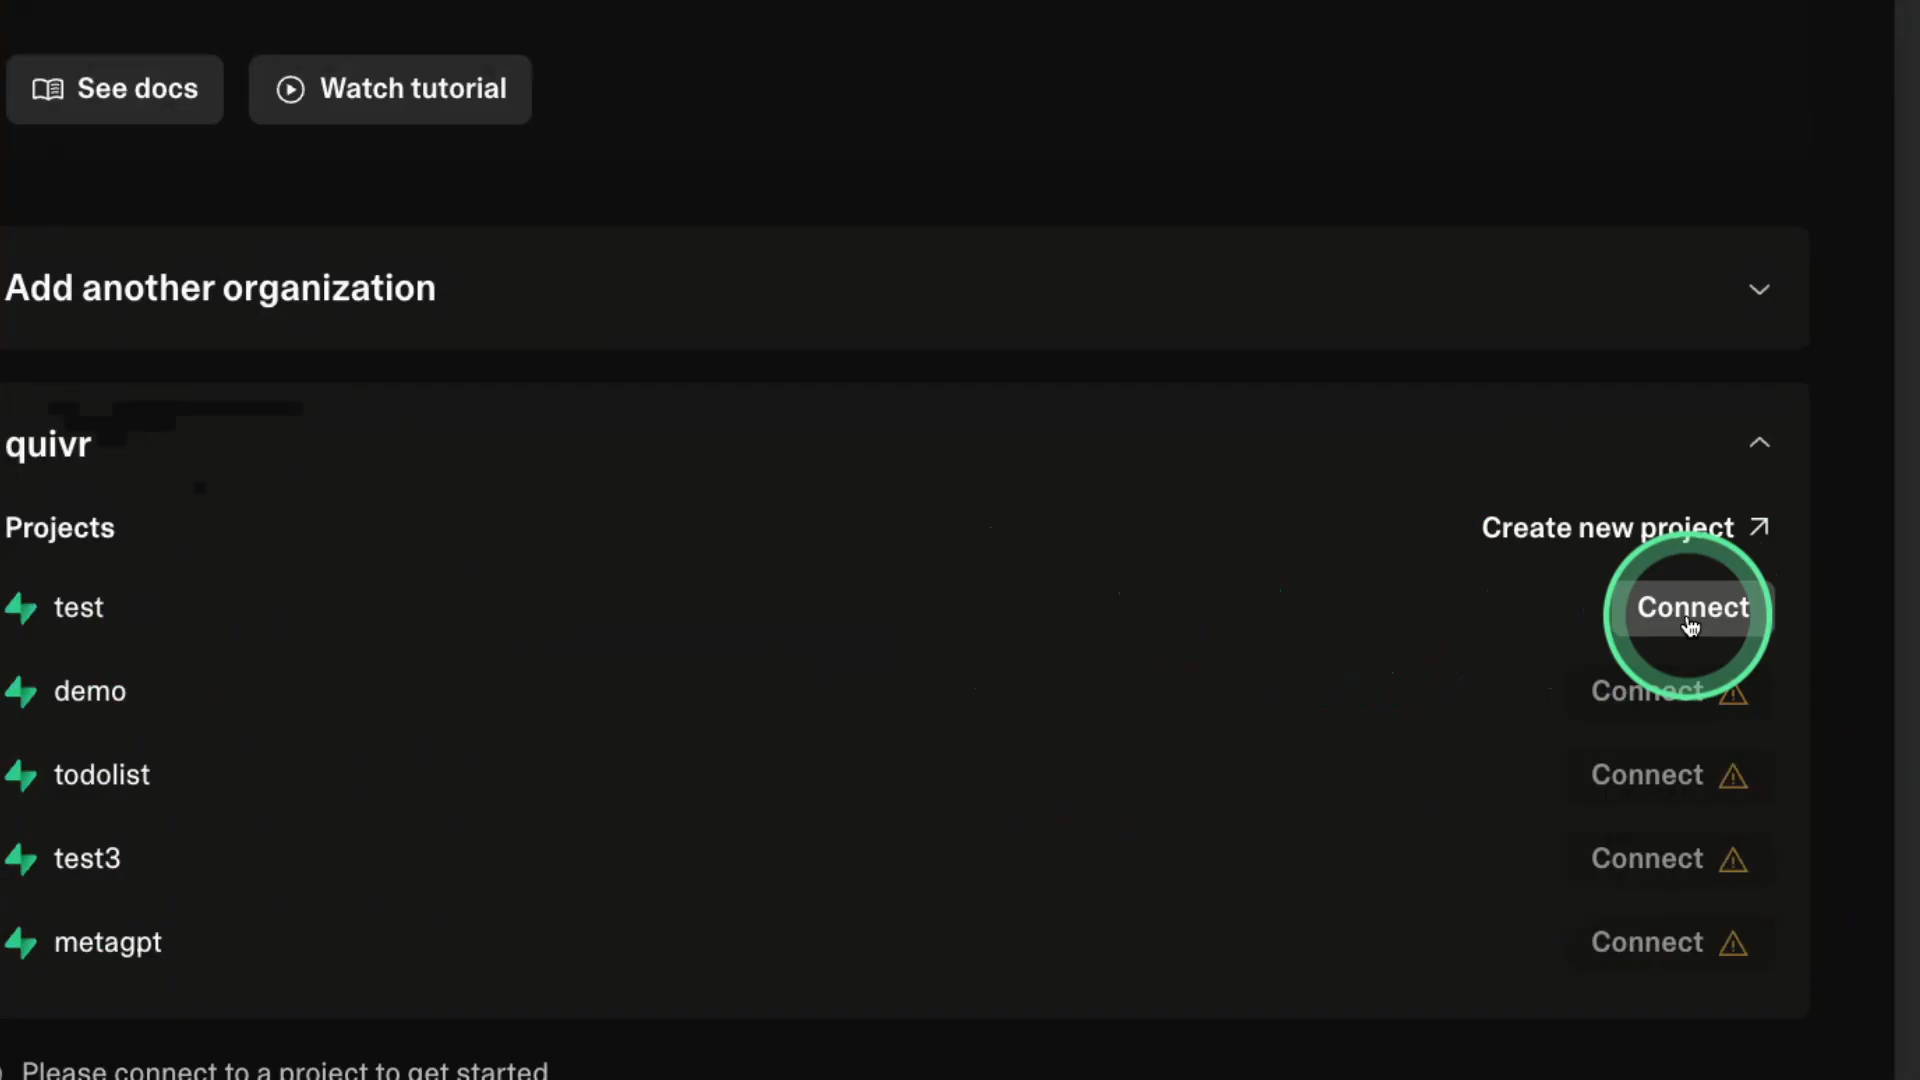 See docs
Watch tutorial
Add another organization
quivr
Projects
Create new project
test
Connect
demo
Connect
todolist
Connect
test3
Connect
metagpt
Connect
Please connect to a project to get started